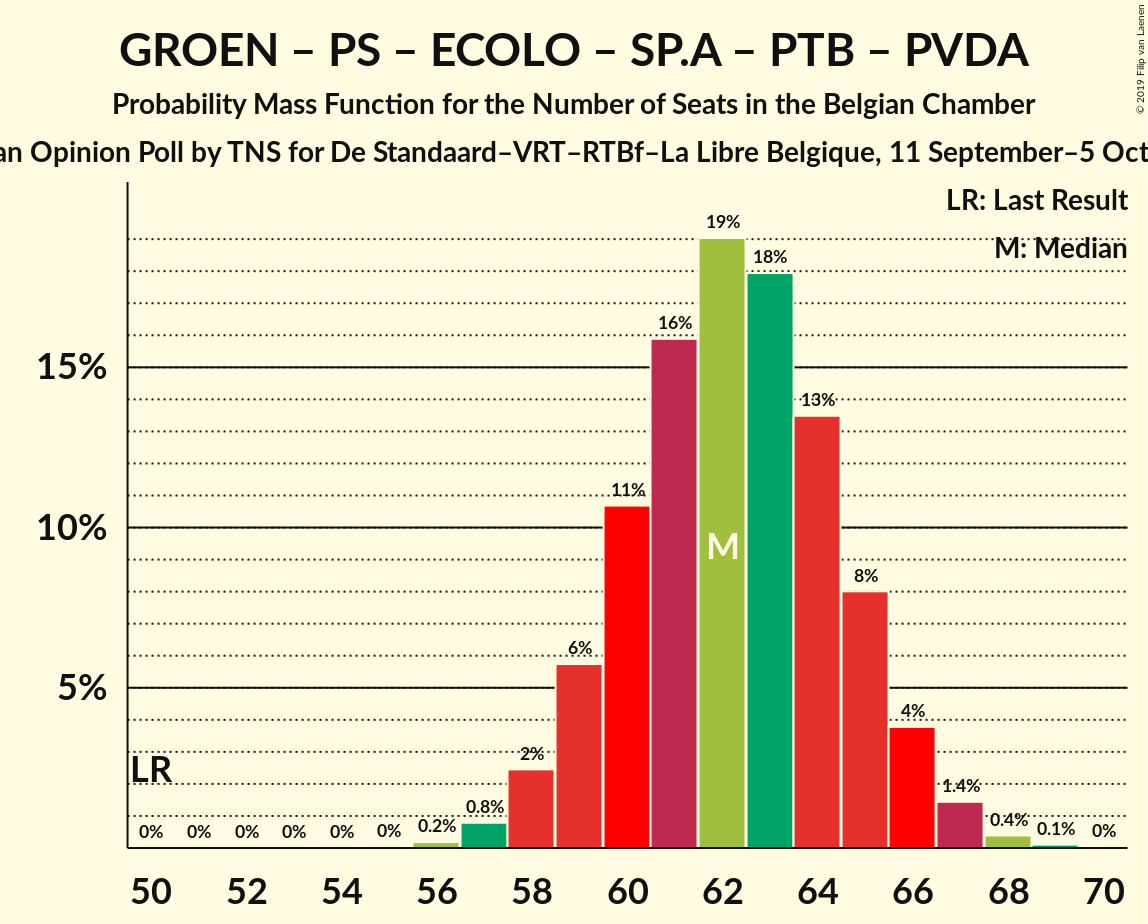 GROEN – PS – ECOLO – SP.A – PTB – PVDA
Probability Mass Function for the Number of Seats in the Belgian Chamber
an Opinion Poll by TNS for De Standaard–VRT–RTBf–La Libre Belgique, 11 September–5 Oct
© 2019 Filip van Laenen
LR: Last Result
M: Median
19%
18%
16%
15%
13%
11%
10%
M
8%
6%
5%
4%
2%
LR
1.4%
0.8%
0% 0% 0% 0% 0% 0% 0.2% 0.4% 0.1% 0%
50 52 54 56 58 60 62 64 66 68 70